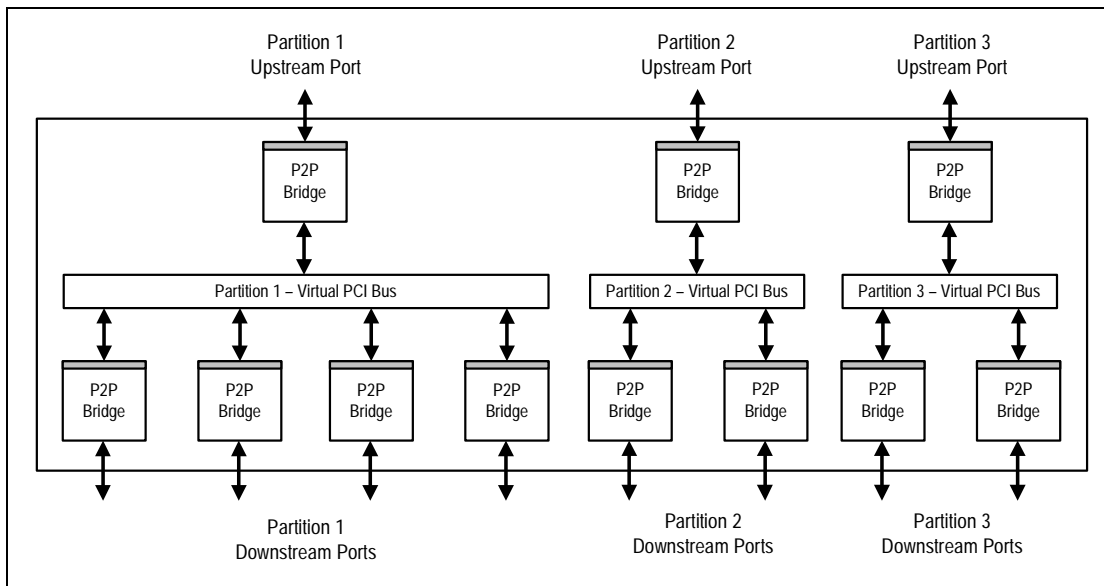 Partition 1
Upstream Port
Partition 2
Upstream Port
Partition 3
Upstream Port
P2P
Bridge
P2P
Bridge
P2P
Bridge
Partition 1 – Virtual PCI Bus
Partition 2 – Virtual PCI Bus
Partition 3 – Virtual PCI Bus
P2P
Bridge
P2P
Bridge
P2P
Bridge
P2P
Bridge
P2P
Bridge
P2P
Bridge
P2P
Bridge
P2P
Bridge
Partition 1
Downstream Ports
Partition 2
Downstream Ports
Partition 3
Downstream Ports